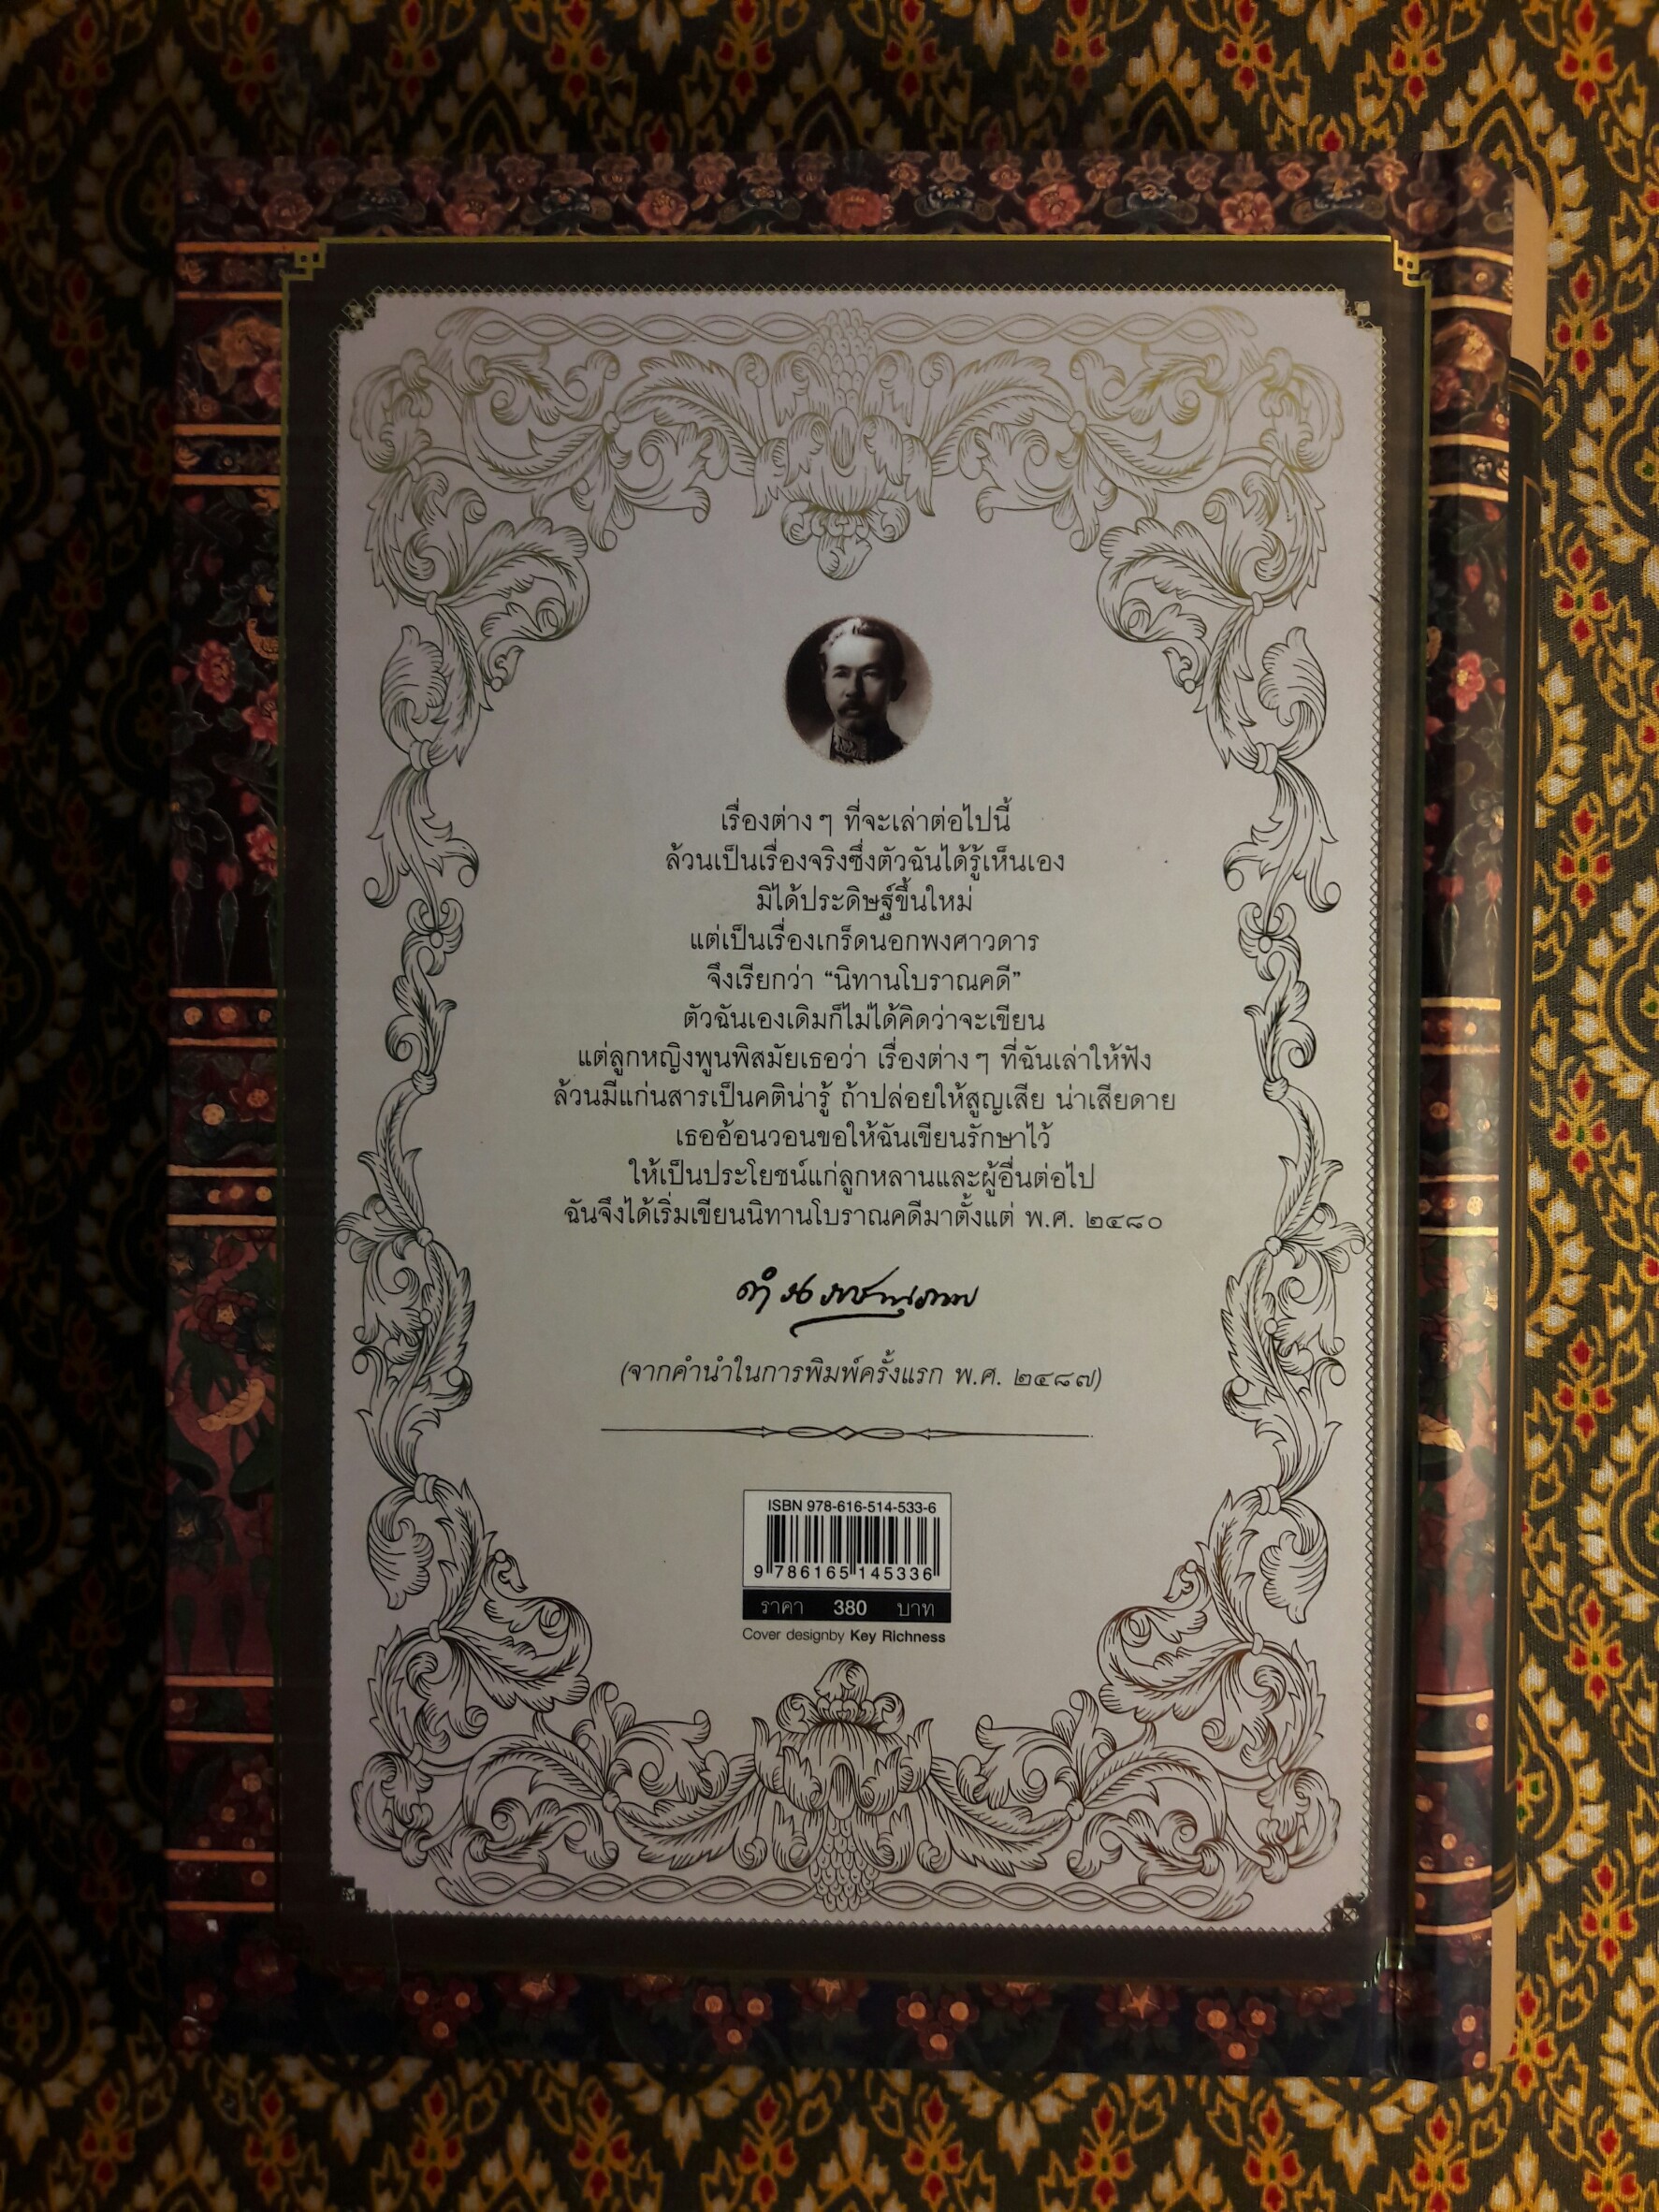 เรื่องต่าง ๆ ที่จะเล่าต่อไปนี้
ล้วนเป็นเรื่องจริงซึ่งตัวฉันได้รู้เห็นเอง
มิได้ประดิษฐ์ขึ้นใหม่
แต่เป็นเรื่องเกร็ดนอกพงศาวดาร
จึงเรียกว่า “นิทานโบราณคดี”
ตัวฉันเองเดิมก็ไม่ได้คิดว่าจะเขียน
แต่ลูกหญิงพูนพิสมัยเธอว่า เรื่องต่าง ๆ ที่ฉันเล่าให้ฟัง
ล้วนมีแก่นสารเป็นคติน่ารู้ ถ้าปล่อยให้สูญเสีย น่าเสียดาย
เธออ้อนวอนขอให้ฉันเขียนรักษาไว้
ให้เป็นประโยชน์แก่ลูกหลานและผู้อื่นต่อไป
ฉันจึงได้เริ่มเขียนนิทานโบราณคดีมาตั้งแต่ พ.ศ. ๒๔๘๐
ดำรงราชานุภาพ
(จากคำนำในการพิมพ์ครั้งแรก พ.ศ. ๒๔๘๗)
ISBN 978-616-514-533-6
9 786165 145336
ราคา 380 บาท
Cover designby Key Richness